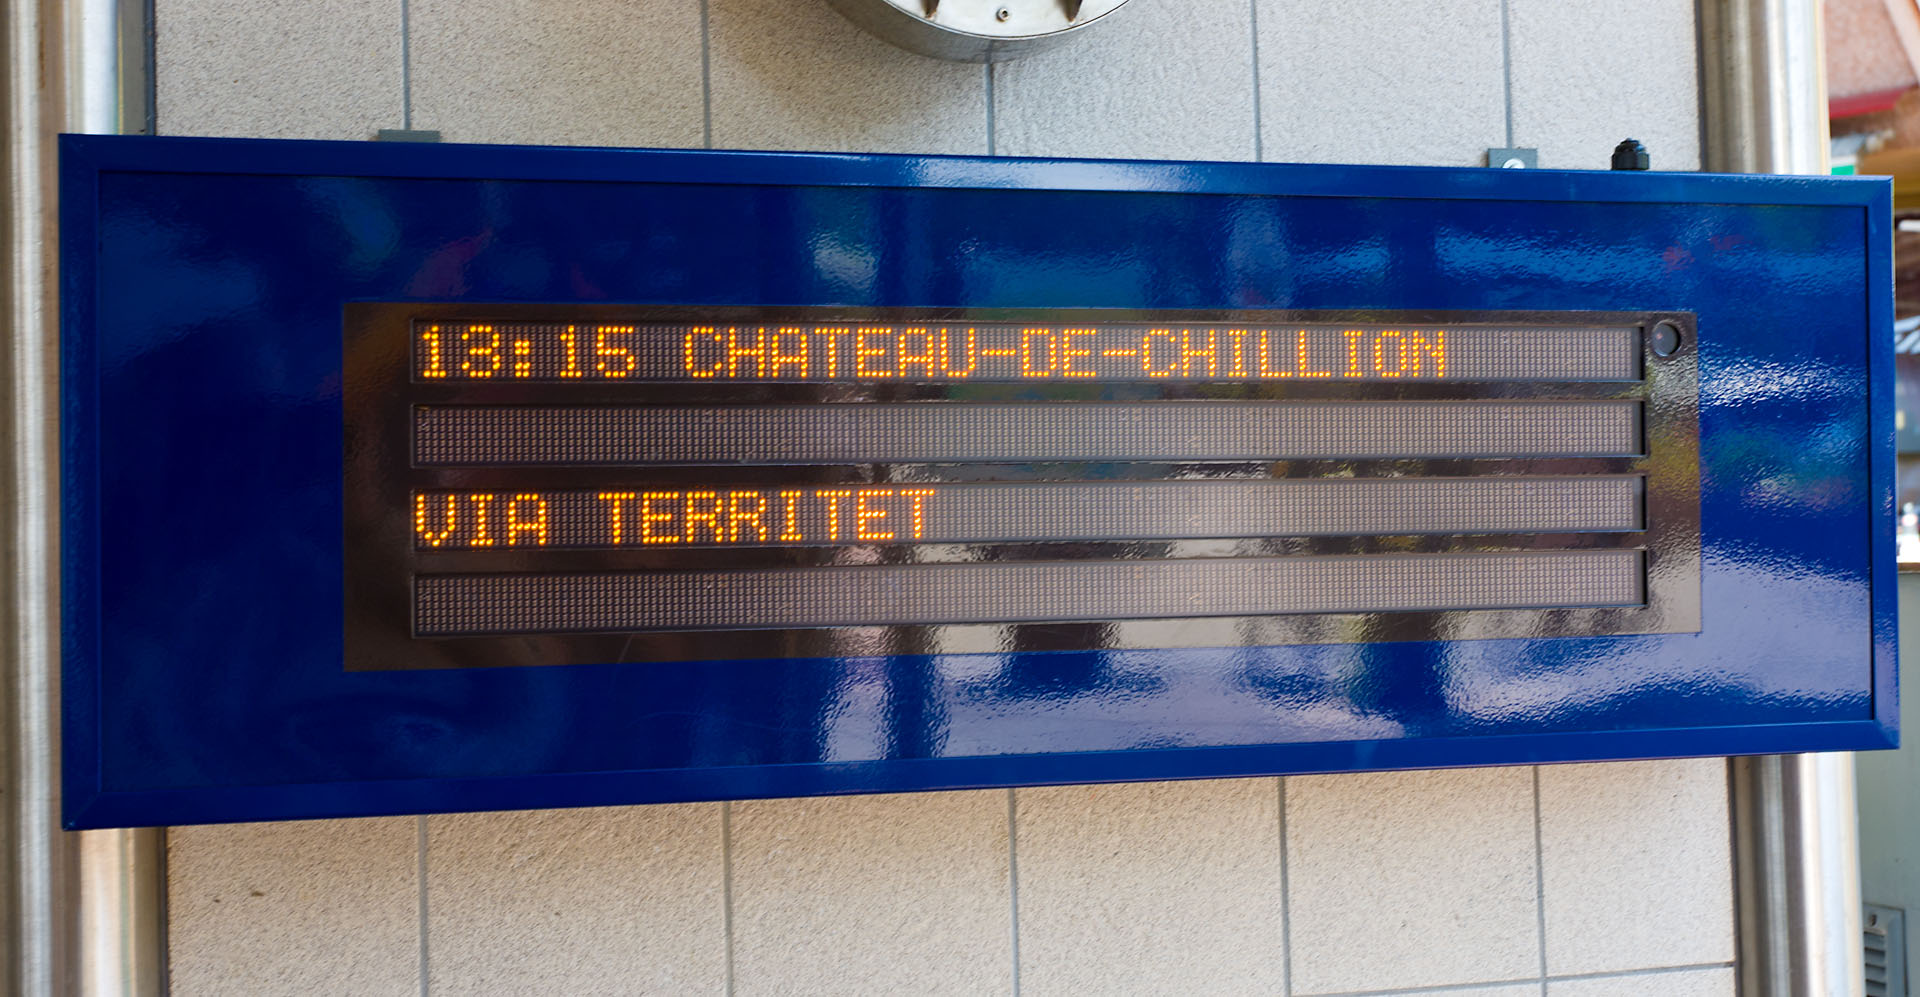 13:15 CHATEAU-DE-CHILLION
VIA TERRITET